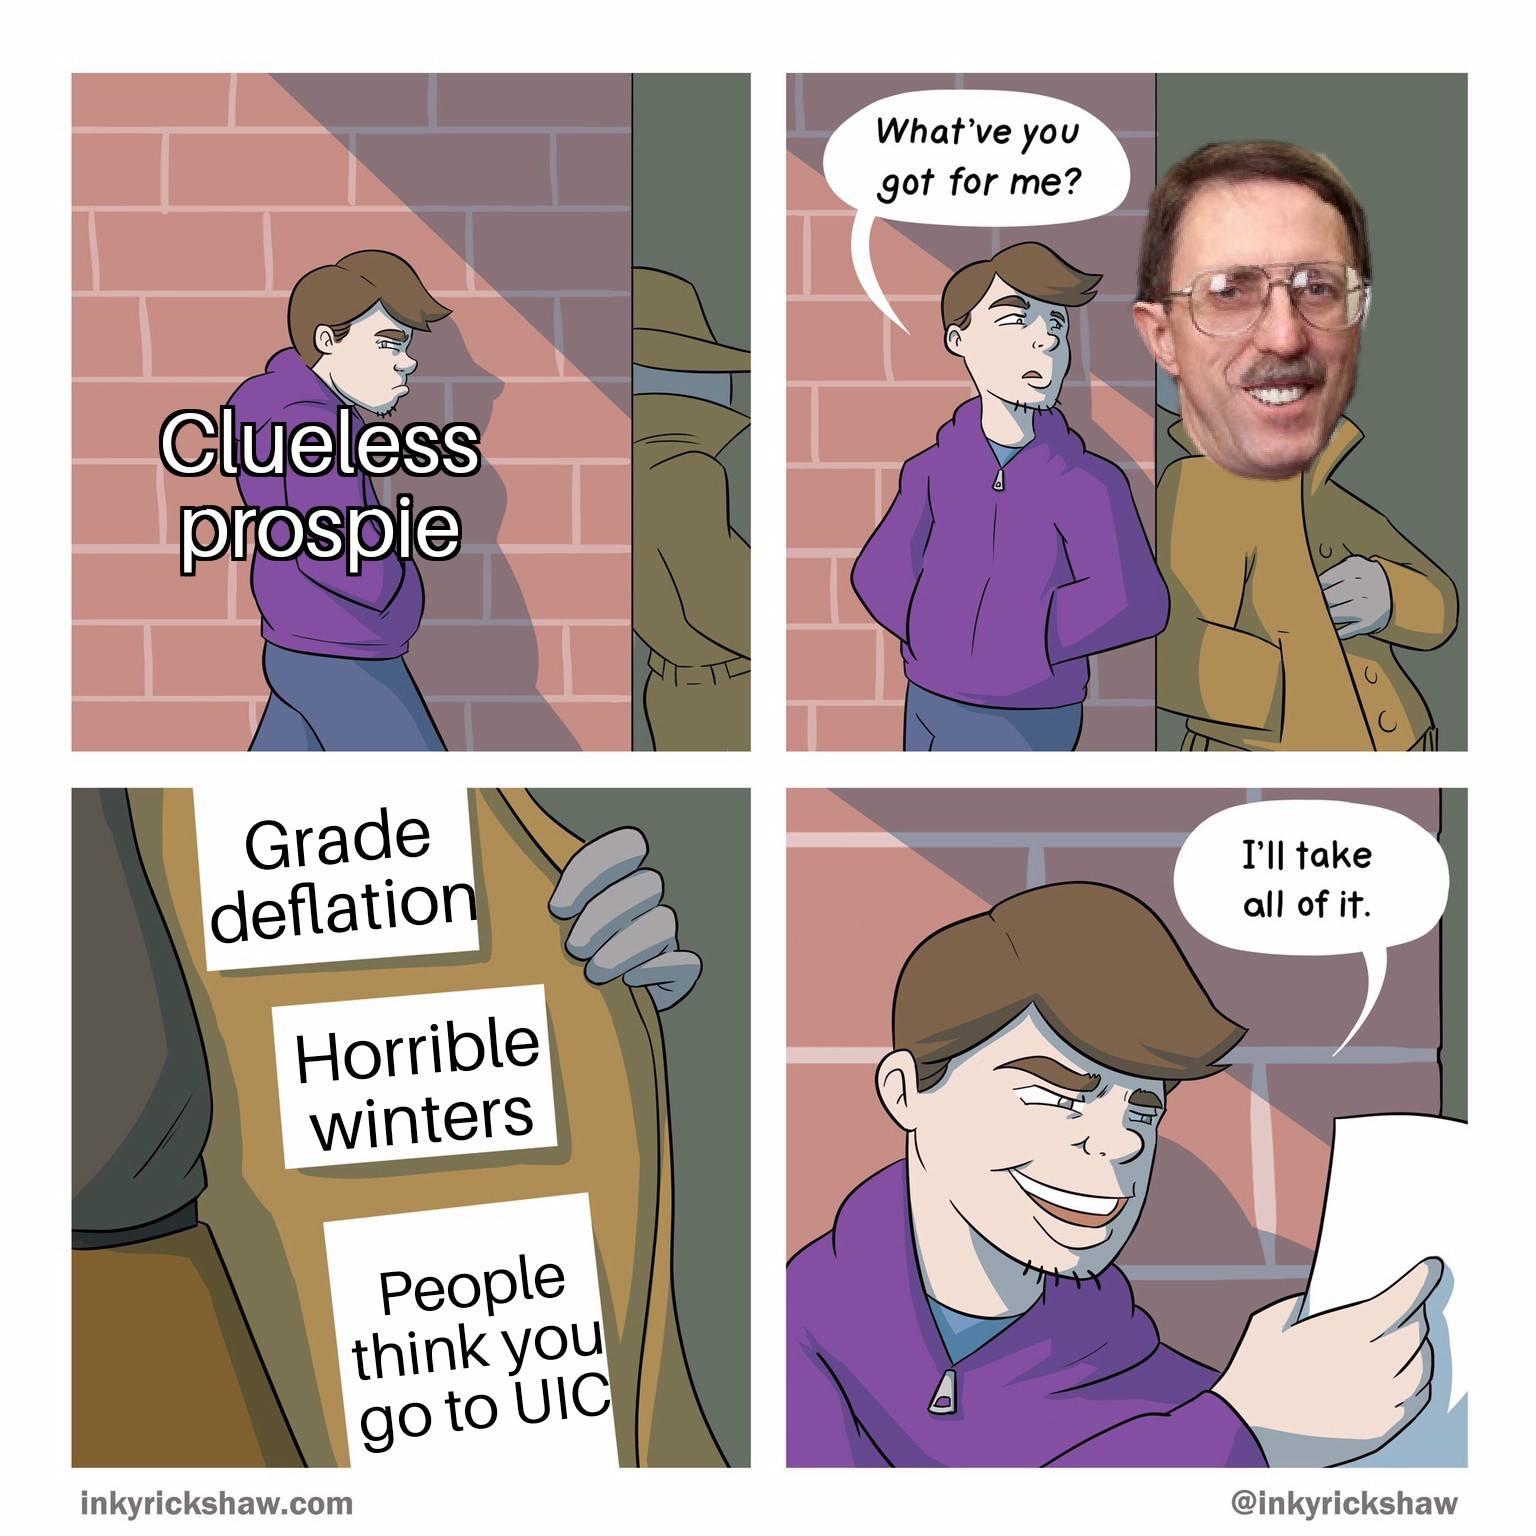 Clueless
prospie
What've you
got for me?
Grade
deflation
Horrible
winters
People
think you
go to UIC
I'll take
all of it.
inkyrickshaw.com
@inkyrickshaw